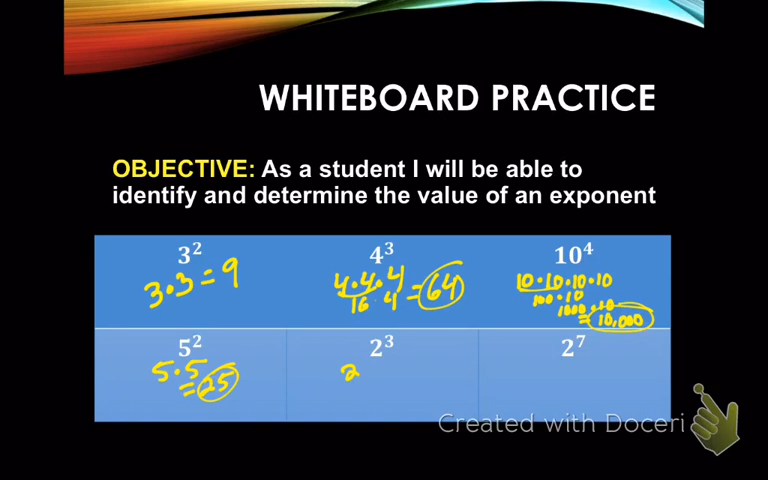 WHITEBOARD PRACTICE
OBJECTIVE: As a student I will be able to
identify and determine the value of an exponent
3² 4³ 10⁴
3·3=9 4·4·4 =64 10·10·10·10
16·4 100·10
1000·10
=10,000
5² 2³ 2⁷
5·5 2
=25
Created with Doceri